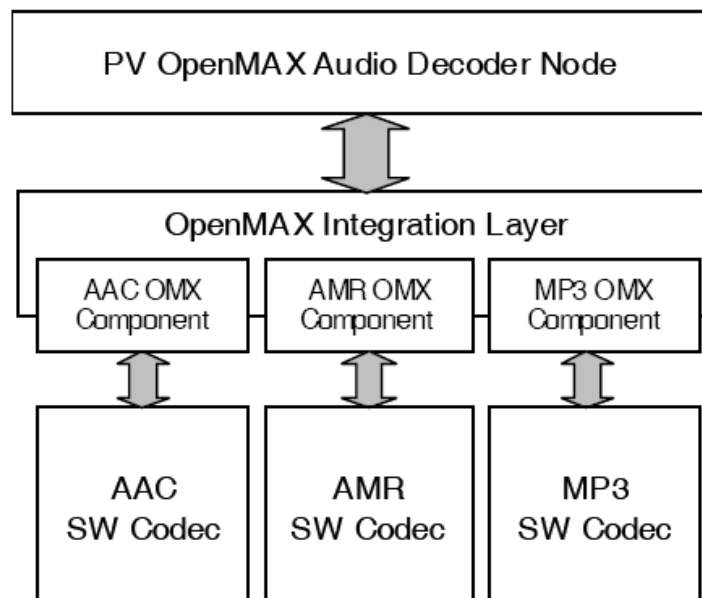 PV OpenMAX Audio Decoder Node
OpenMAX Integration Layer
AAC OMX
Component
AMR OMX
Component
MP3 OMX
Component
AAC
SW Codec
AMR
SW Codec
MP3
SW Codec